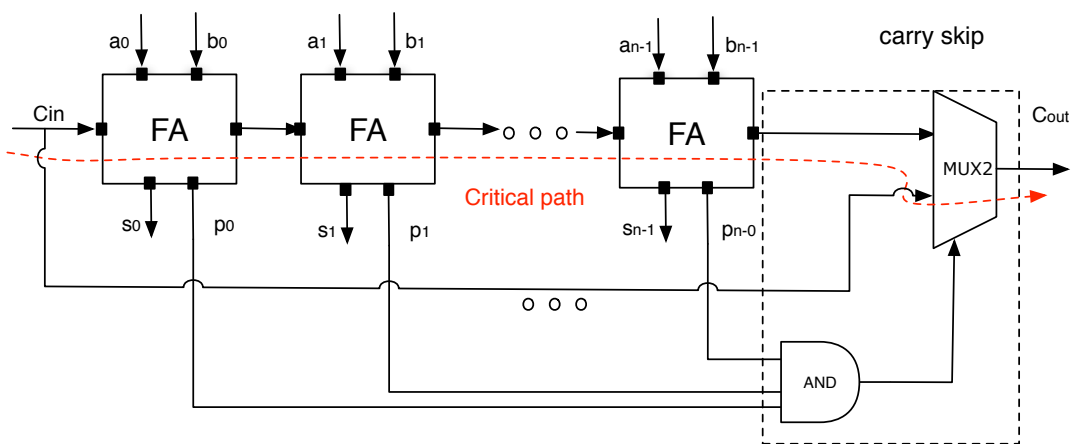 a0 b0 a1 b1 an-1 bn-1 carry skip
Cin FA FA FA Cout
MUX2
Critical path
s0 p0 s1 p1 sn-1 pn-0
AND